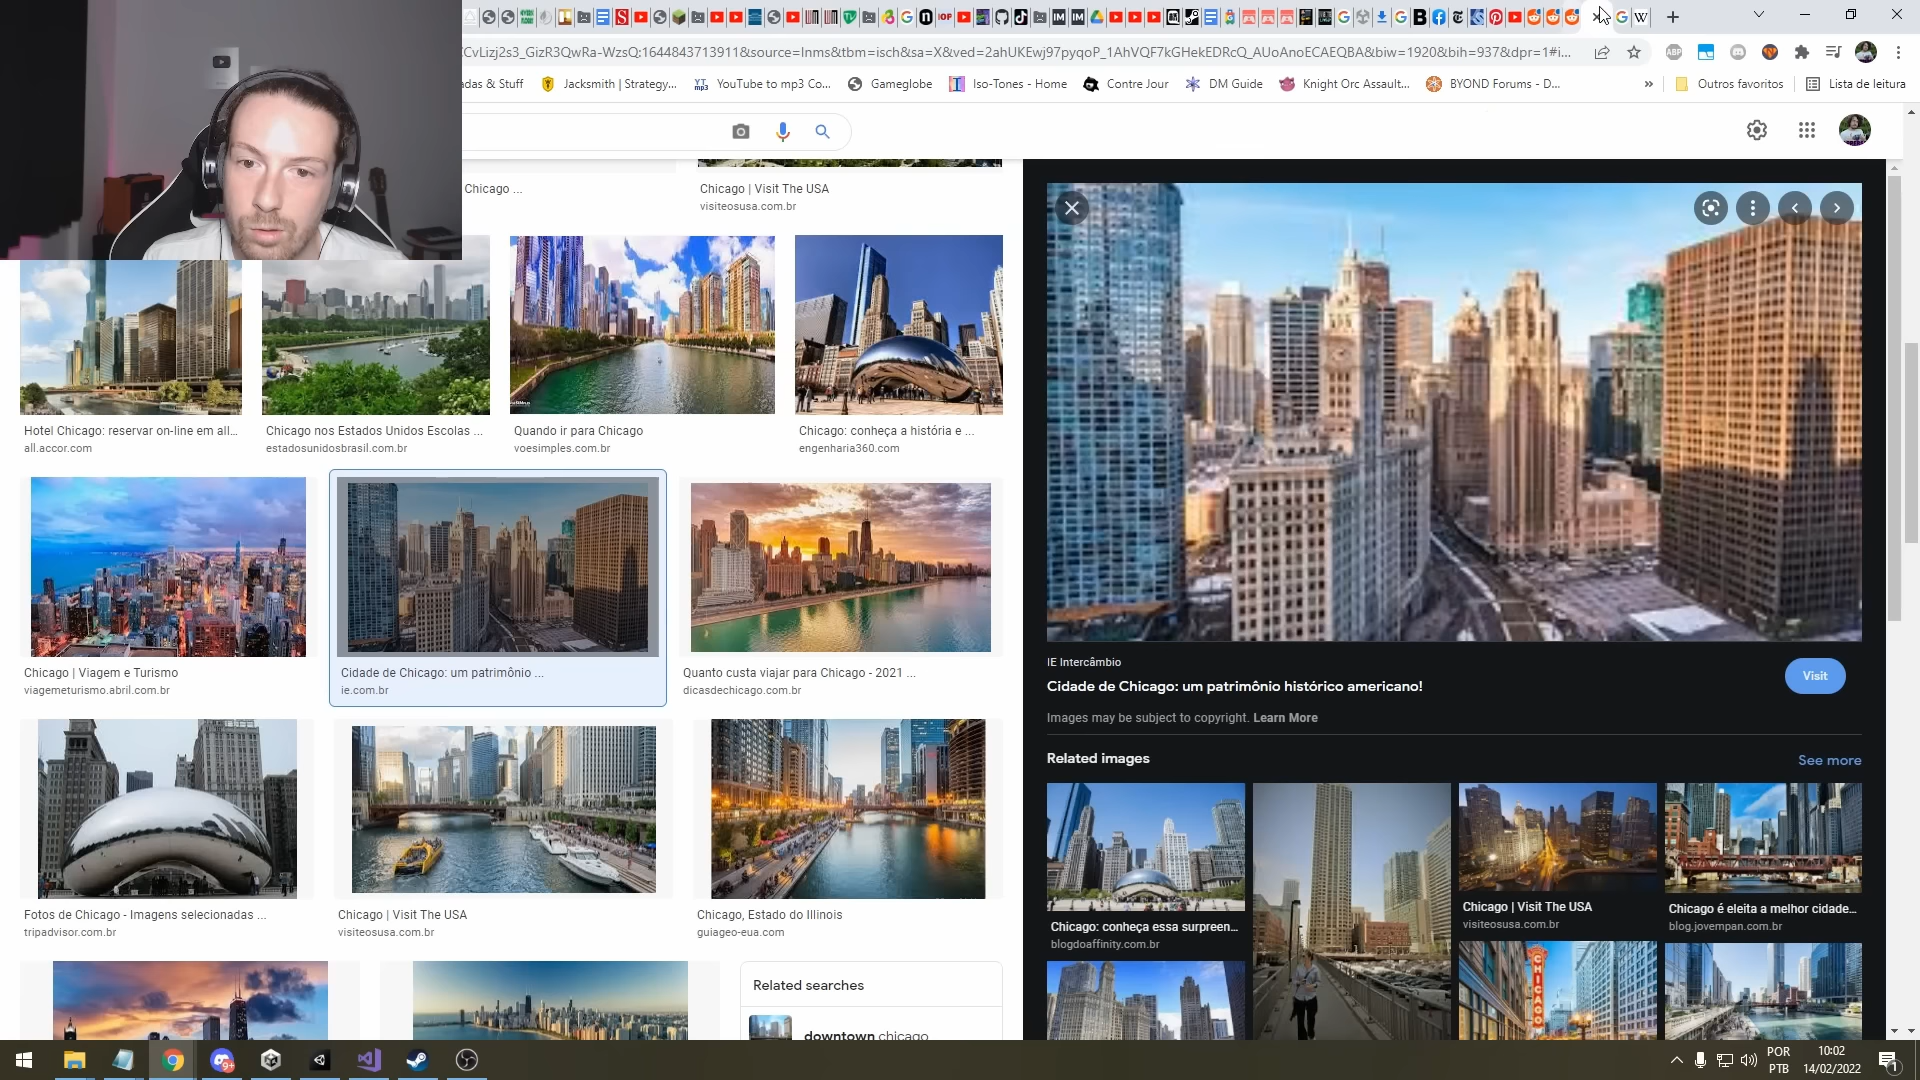 CvLizj2s3_GizR3QwRa-WzsQ:1644843713911&source=lnms&tbm=isch&sa=X&ved=2ahUKEwj97pyqoP_1AhVQF7kGHekEDRcQ_AUoAnoECAEQBA&biw=1920&bih=937&dpr=1#i...
adas & Stuff
Jacksmith | Strategy...
YouTube to mp3 Co...
Gameglobe
Iso-Tones - Home
Contre Jour
DM Guide
Knight Orc Assault...
BYOND Forums - D...
»
Outros favoritos
Lista de leitura
Chicago ...
Chicago | Visit The USA
visiteosusa.com.br
Hotel Chicago: reservar on-line em all...
all.accor.com
Chicago nos Estados Unidos Escolas ...
estadosunidosbrasil.com.br
Quando ir para Chicago
voesimples.com.br
Chicago: conheça a história e ...
engenharia360.com
Chicago | Viagem e Turismo
viagemeturismo.abril.com.br
Cidade de Chicago: um patrimônio ...
ie.com.br
Quanto custa viajar para Chicago - 2021 ...
dicasdechicago.com.br
Fotos de Chicago - Imagens selecionadas ...
tripadvisor.com.br
Chicago | Visit The USA
visiteosusa.com.br
Chicago, Estado do Illinois
guiageo-eua.com
Related searches
downtown chicago
IE Intercâmbio
Cidade de Chicago: um patrimônio histórico americano!
Visit
Images may be subject to copyright. Learn More
Related images
See more
Chicago: conheça essa surpreen...
blogdoaffinity.com.br
Chicago | Visit The USA
visiteosusa.com.br
Chicago é eleita a melhor cidade...
blog.jovempan.com.br
CHICAGO
9+
POR
PTB
10:02
14/02/2022
1